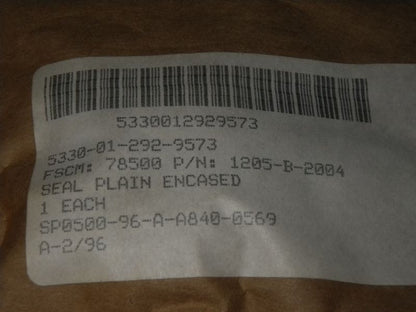 5330012929573
5330-01-292-9573
FSCM: 78500 P/N: 1205-B-2004
SEAL PLAIN ENCASED
1 EACH
SP0500-96-A-A840-0569
A-2/96